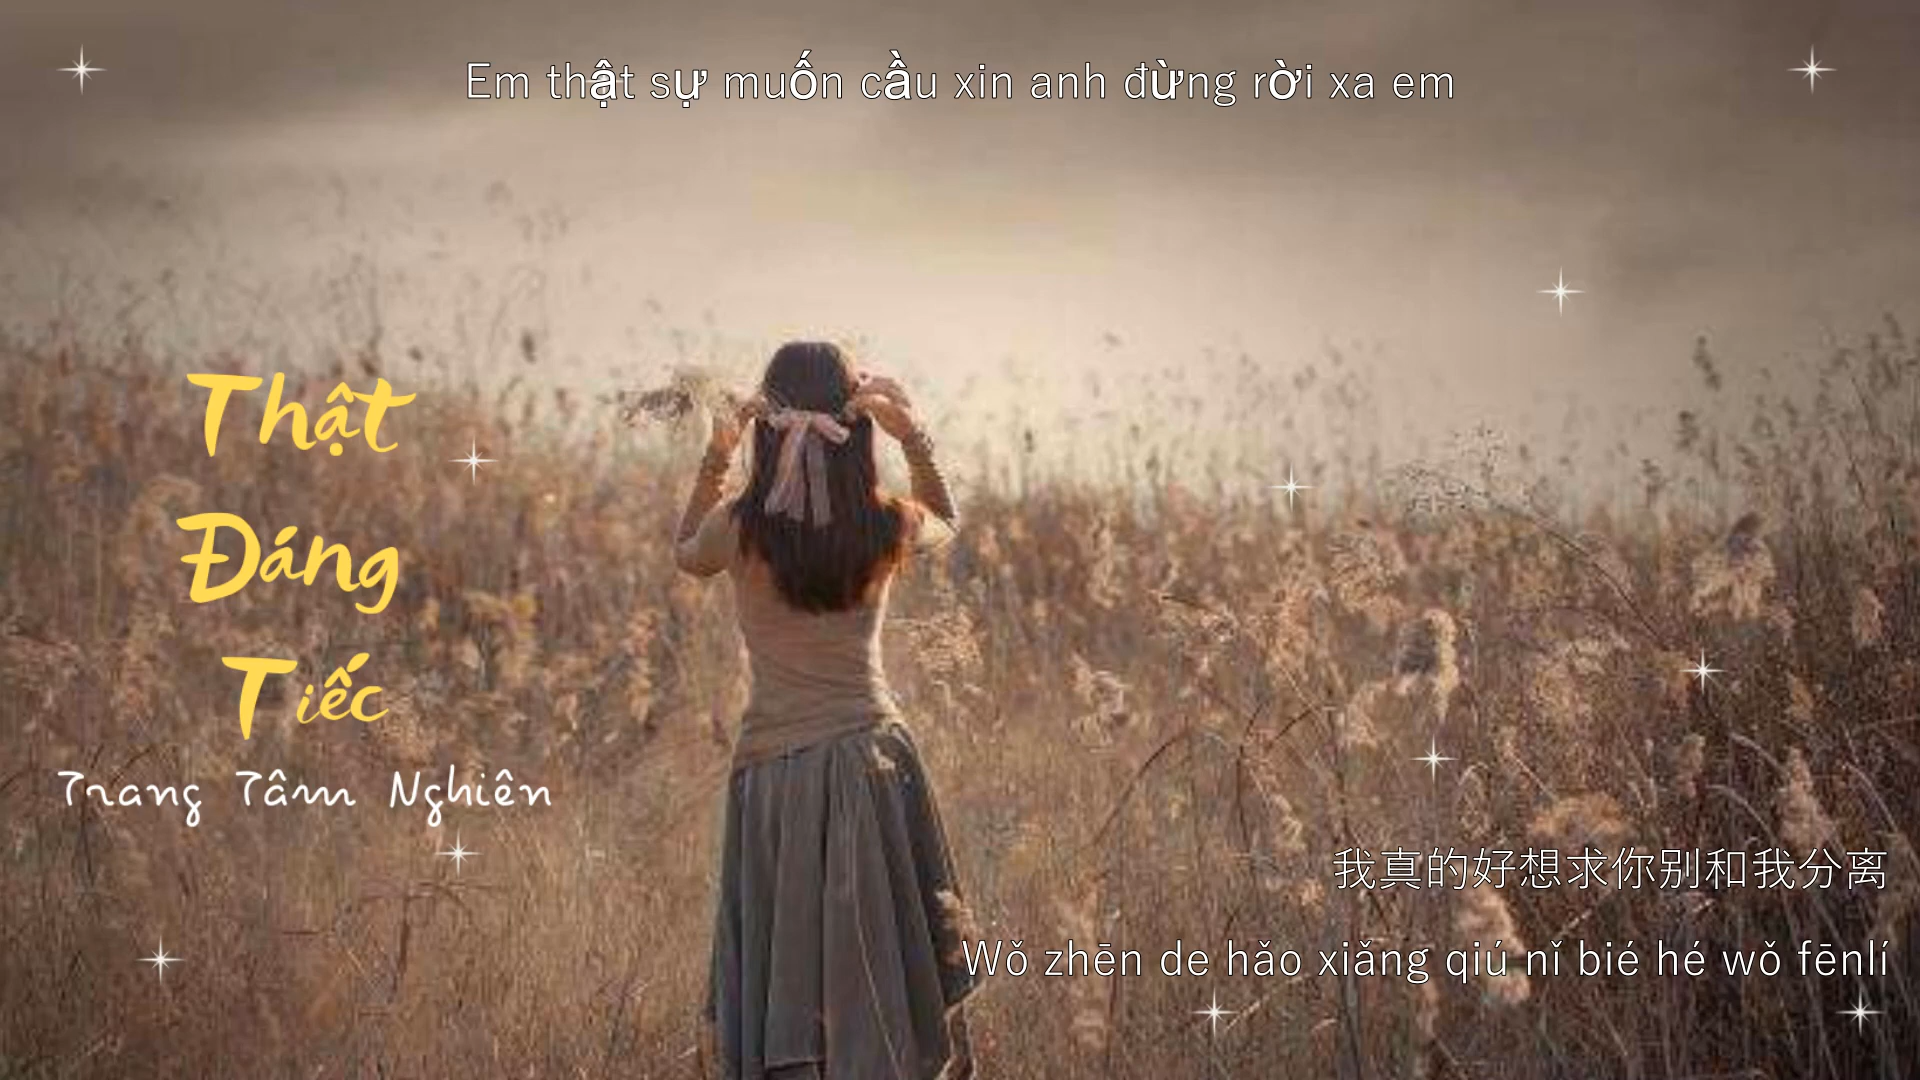 Em thật sự muốn cầu xin anh đừng rời xa em
Thật
Đáng
Tiếc
Trang Tâm Nghiên
我真的好想求你别和我分离
Wǒ zhēn de hǎo xiǎng qiú nǐ bié hé wǒ fēnlí